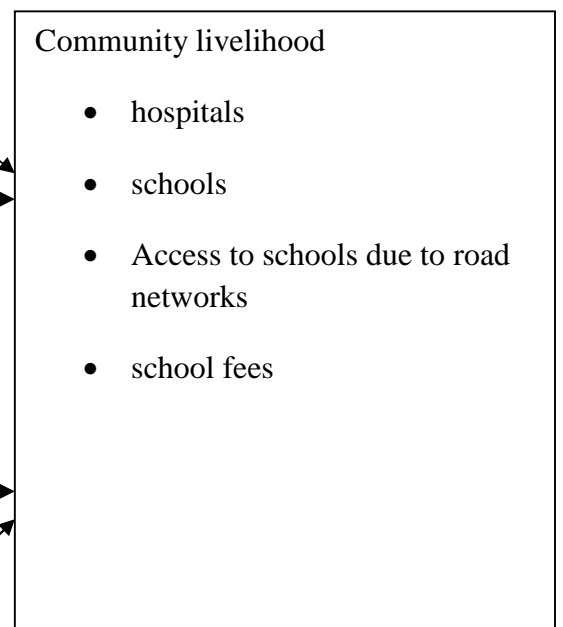 Community livelihood
• hospitals
• schools
• Access to schools due to road
networks
• school fees